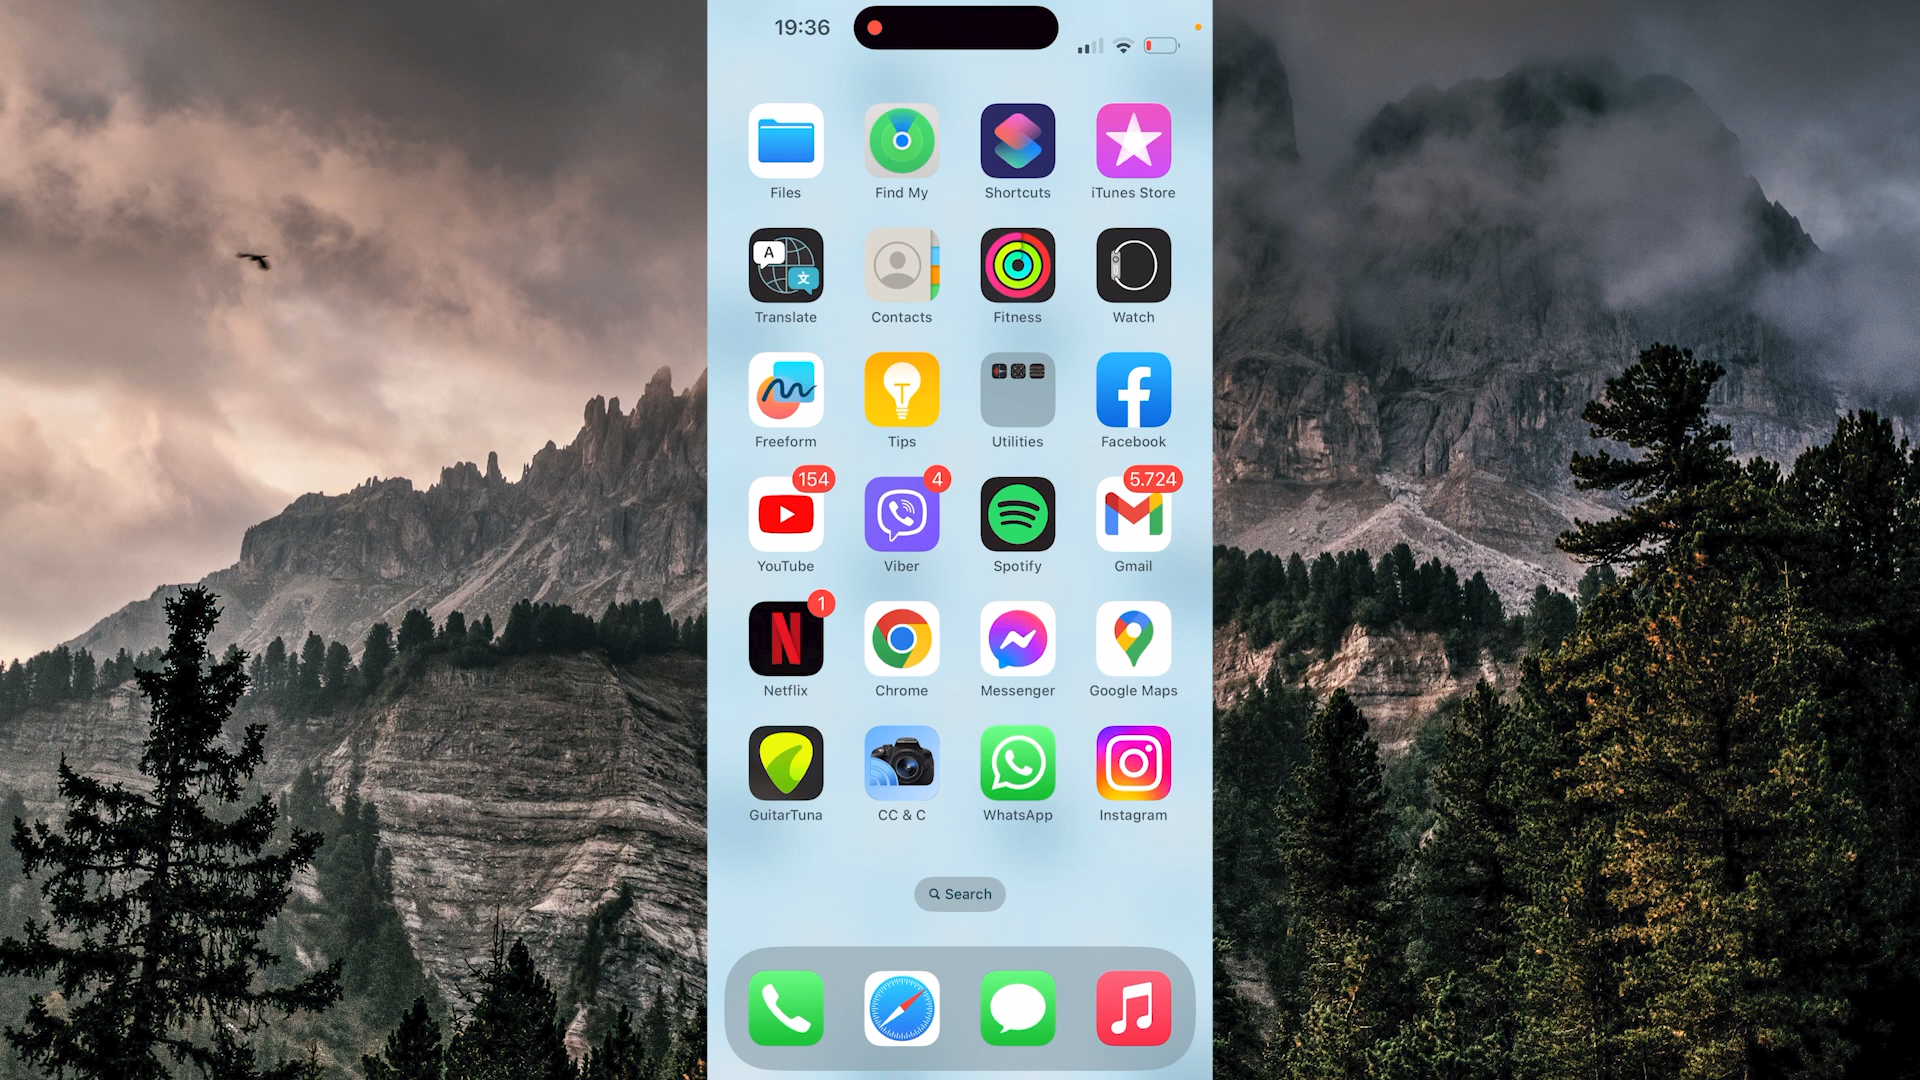 19:36
Files Find My Shortcuts iTunes Store
A 文
Translate Contacts Fitness Watch
Freeform Tips Utilities Facebook
154 4 5.724
YouTube Viber Spotify Gmail
1
Netflix Chrome Messenger Google Maps
GuitarTuna CC & C WhatsApp Instagram
Search